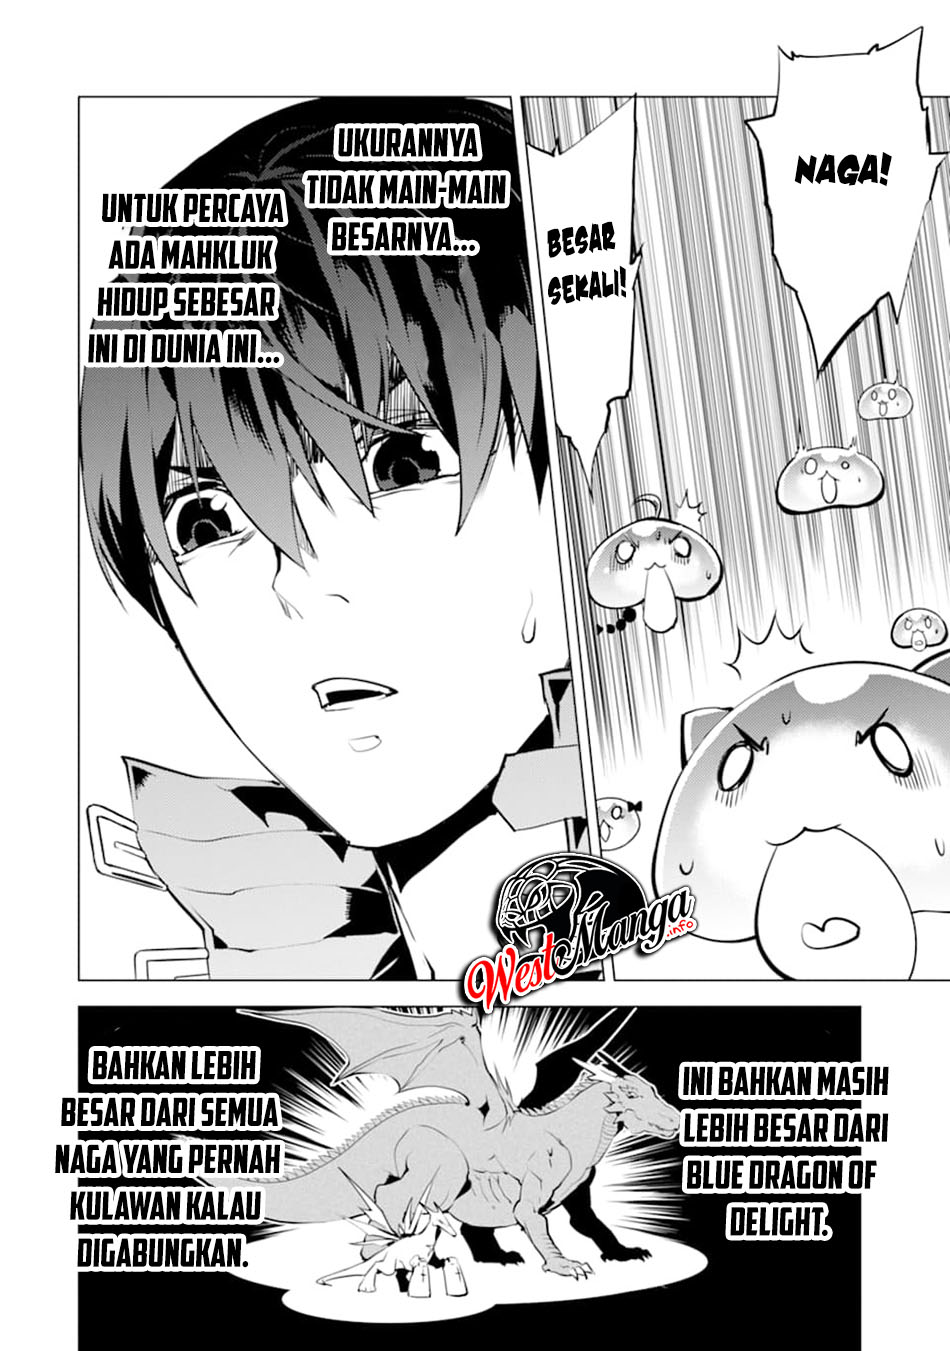 NAGA!
BESAR
SEKALI!
UKURANNYA
TIDAK MAIN-MAIN
BESARNYA...
UNTUK PERCAYA
ADA MAHKLUK
HIDUP SEBESAR
INI DI DUNIA INI...
WestManga
.info
INI BAHKAN MASIH
LEBIH BESAR DARI
BLUE DRAGON OF
DELIGHT.
BAHKAN LEBIH
BESAR DARI SEMUA
NAGA YANG PERNAH
KULAWAN KALAU
DIGABUNGKAN.